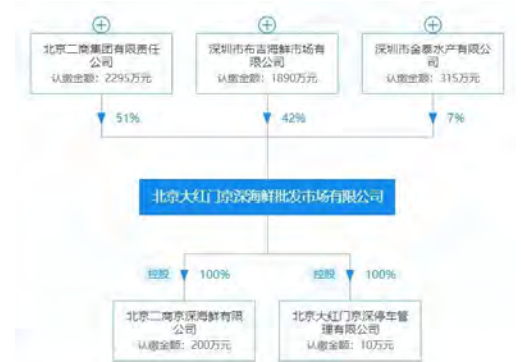 北京二商集团有限责任
公司
认缴金额：2295万元
深圳市布吉海鲜市场有
限公司
认缴金额：1890万元
深圳市金泰水产有限公
司
认缴金额：315万元
51%
42%
7%
北京大红门京深海鲜批发市场有限公司
控股 100%
控股 100%
北京二商京深海鲜有限
公司
认缴金额：200万元
北京大红门京深停车管
理有限公司
认缴金额：10万元